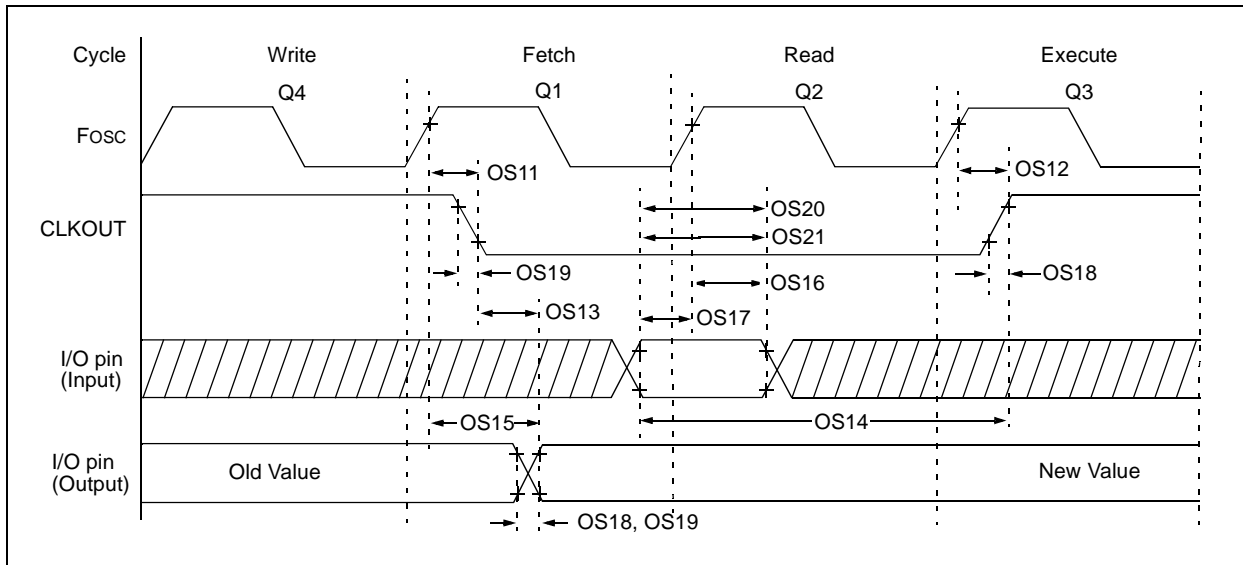 Cycle Write Fetch Read Execute
Q4 Q1 Q2 Q3
FOSC
OS11 OS12
OS20
CLKOUT OS21
OS19 OS16 OS18
OS13 OS17
I/O pin
(Input)
OS15 OS14
I/O pin
(Output)
Old Value New Value
OS18, OS19